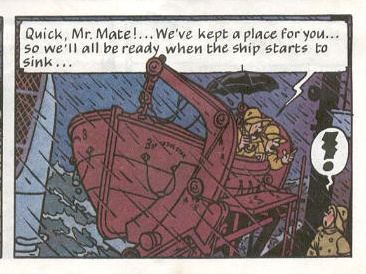 Quick, Mr. Mate!... We've kept a place for you...
so we'll all be ready when the ship starts to
sink...
!